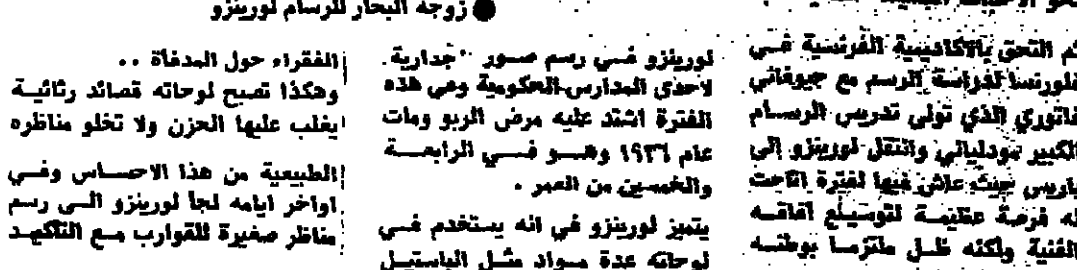 زوجة البحار للرسام لورينزو
ثم التحق بالاكاديمية الفرنسية فسي
فلورنسا لدراسة الرسم مع جيوفاني
فاتوري الذي تولى تدريس الرسام
الكبير مودلياني وانتقل لورينزو إلى
باريس حيث عاش فيها لفترة اتاحت
له فرصة عظيمة لتوسيع آفاقه
الفنية ولكنه ظل ملتزما بوطنه
لورينزو في رسم صور جدارية
لاحدى المدارس الحكومية وفي هذه
الفترة اشتد عليه مرض الربو ومات
عام ١٩٣٦ وهو في الرابعة
والخمسين من العمر .
يتميز لورينزو في انه يستخدم في
لوحاته عدة مواد مثل الباستيل
الفقراء حول المدفأة ..
وهكذا تصبح لوحاته قصائد رثائية
يغلب عليها الحزن ولا تخلو مناظره
الطبيعية من هذا الاحساس وفي
اواخر ايامه لجأ لورينزو الى رسم
مناظر صغيرة للقوارب مع التأكيد